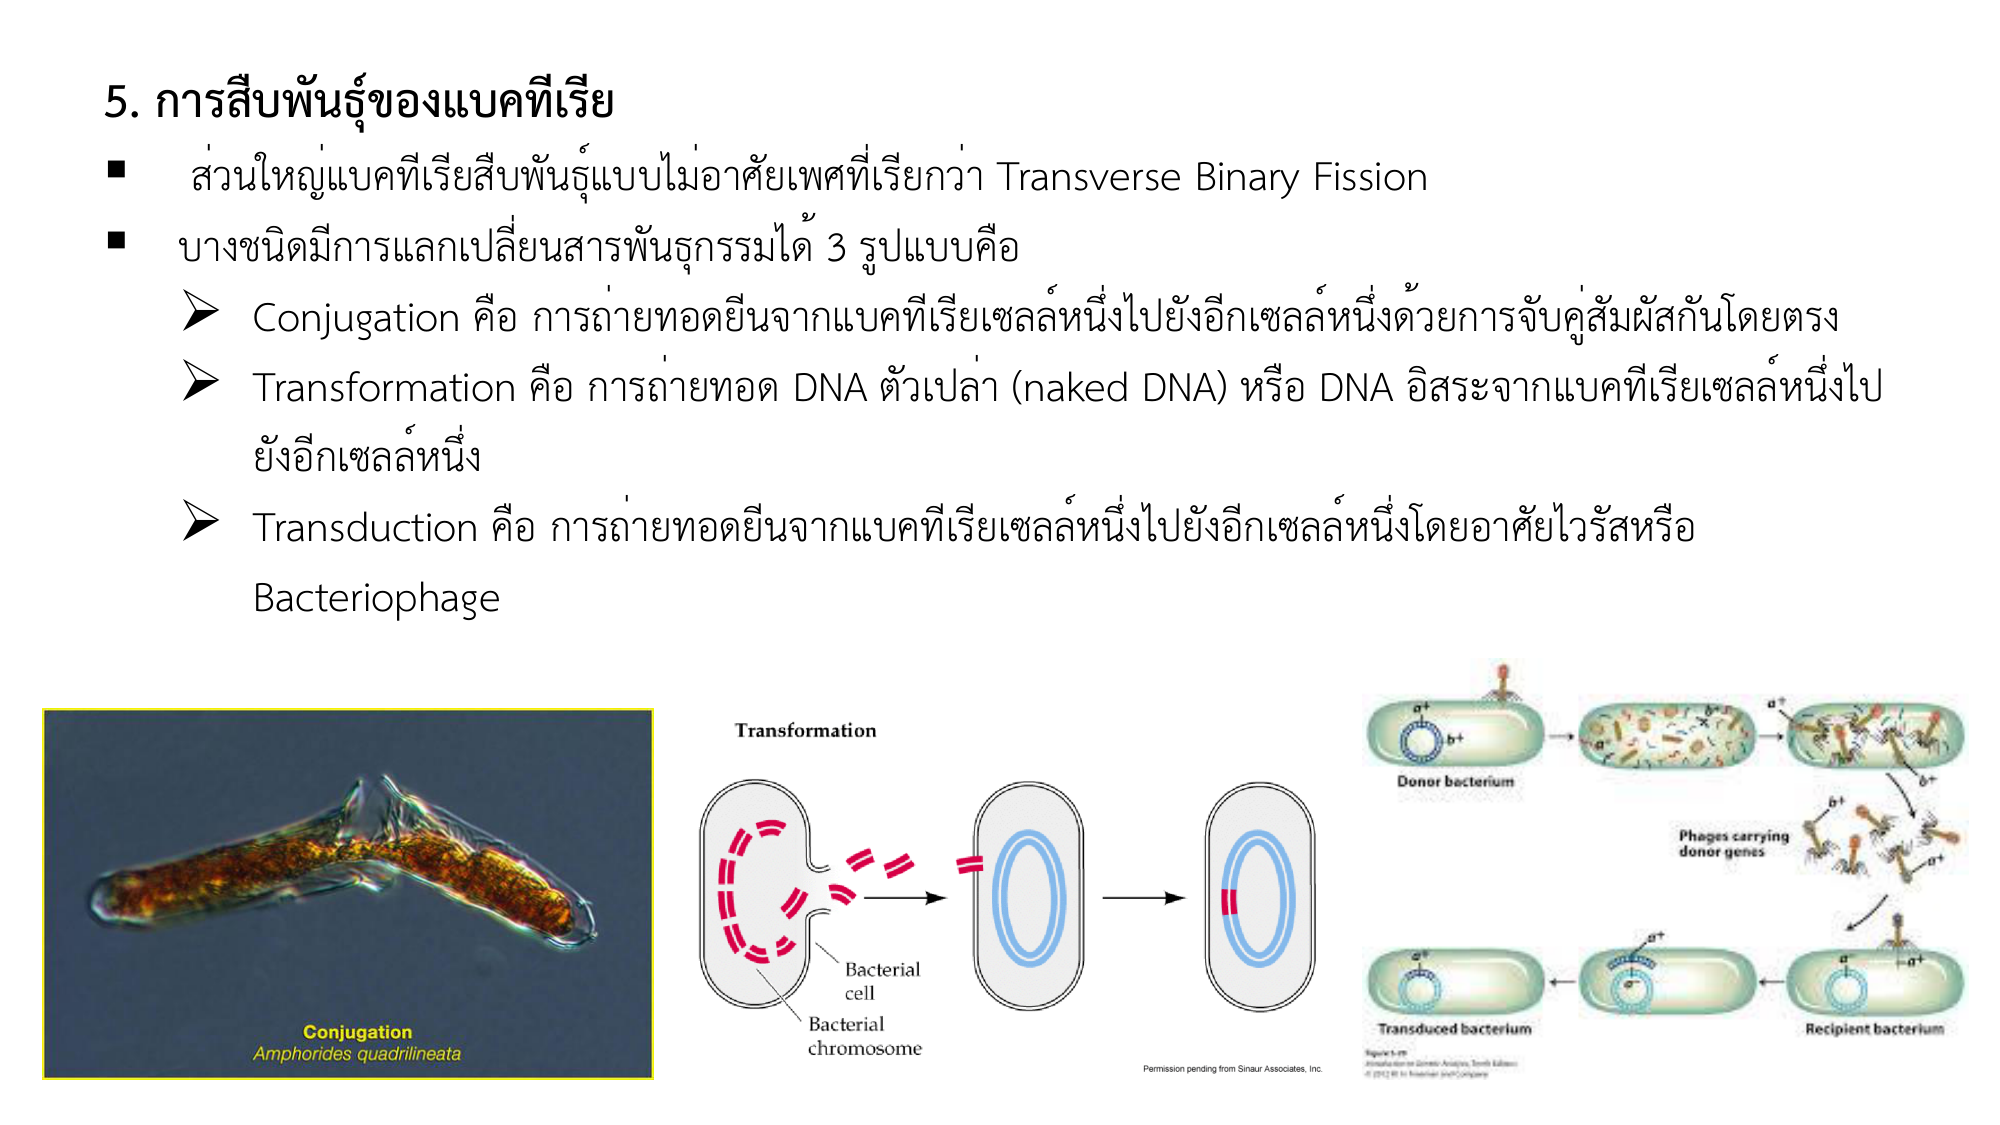 5. การสืบพันธุ์ของแบคทีเรีย
▪ ส่วนใหญ่แบคทีเรียสืบพันธุ์แบบไม่อาศัยเพศที่เรียกว่า Transverse Binary Fission
▪ บางชนิดมีการแลกเปลี่ยนสารพันธุกรรมได้ 3 รูปแบบคือ
➢ Conjugation คือ การถ่ายทอดยีนจากแบคทีเรียเซลล์หนึ่งไปยังอีกเซลล์หนึ่งด้วยการจับคู่สัมผัสกันโดยตรง
➢ Transformation คือ การถ่ายทอด DNA ตัวเปล่า (naked DNA) หรือ DNA อิสระจากแบคทีเรียเซลล์หนึ่งไป
ยังอีกเซลล์หนึ่ง
➢ Transduction คือ การถ่ายทอดยีนจากแบคทีเรียเซลล์หนึ่งไปยังอีกเซลล์หนึ่งโดยอาศัยไวรัสหรือ
Bacteriophage
Conjugation
Amphorides quadrilineata
Transformation
Bacterial
cell
Bacterial
chromosome
Permission pending from Sinaur Associates, Inc.
a+
b+
Donor bacterium
a+
b+
a+
b+
b+
Phages carrying
donor genes
a+
a+
a+
a-
a-
a+
Transduced bacterium
Recipient bacterium